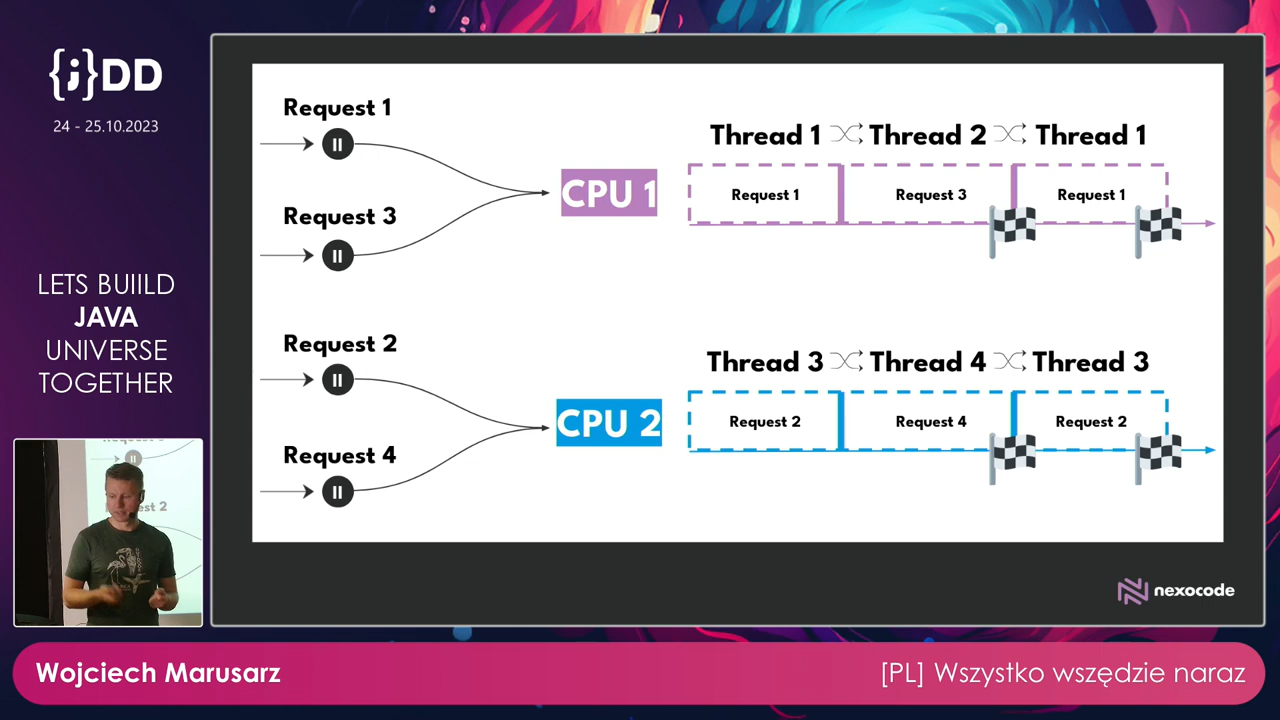 {j}DD
24 - 25.10.2023
LETS BUIILD
JAVA
UNIVERSE
TOGETHER
Request 1
Request 3
Request 2
Request 4
CPU 1
CPU 2
Thread 1 Thread 2 Thread 1
Request 1 Request 3 Request 1
Thread 3 Thread 4 Thread 3
Request 2 Request 4 Request 2
nexocode
Wojciech Marusarz
[PL] Wszystko wszędzie naraz